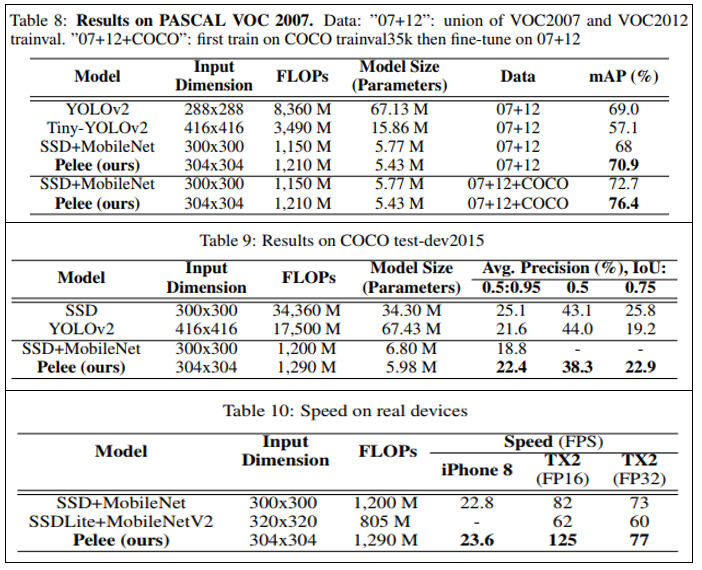 Table 8: Results on PASCAL VOC 2007. Data: ”07+12”: union of VOC2007 and VOC2012
trainval. ”07+12+COCO”: first train on COCO trainval35k then fine-tune on 07+12
Model Input Dimension FLOPs Model Size (Parameters) Data mAP (%)
YOLOv2 288x288 8,360 M 67.13 M 07+12 69.0
Tiny-YOLOv2 416x416 3,490 M 15.86 M 07+12 57.1
SSD+MobileNet 300x300 1,150 M 5.77 M 07+12 68
Pelee (ours) 304x304 1,210 M 5.43 M 07+12 70.9
SSD+MobileNet 300x300 1,150 M 5.77 M 07+12+COCO 72.7
Pelee (ours) 304x304 1,210 M 5.43 M 07+12+COCO 76.4
Table 9: Results on COCO test-dev2015
Model Input Dimension FLOPs Model Size (Parameters) Avg. Precision (%), IoU:
0.5:0.95 0.5 0.75
SSD 300x300 34,360 M 34.30 M 25.1 43.1 25.8
YOLOv2 416x416 17,500 M 67.43 M 21.6 44.0 19.2
SSD+MobileNet 300x300 1,200 M 6.80 M 18.8 - -
Pelee (ours) 304x304 1,290 M 5.98 M 22.4 38.3 22.9
Table 10: Speed on real devices
Model Input Dimension FLOPs Speed (FPS)
iPhone 8 TX2 (FP16) TX2 (FP32)
SSD+MobileNet 300x300 1,200 M 22.8 82 73
SSDLite+MobileNetV2 320x320 805 M - 62 60
Pelee (ours) 304x304 1,290 M 23.6 125 77